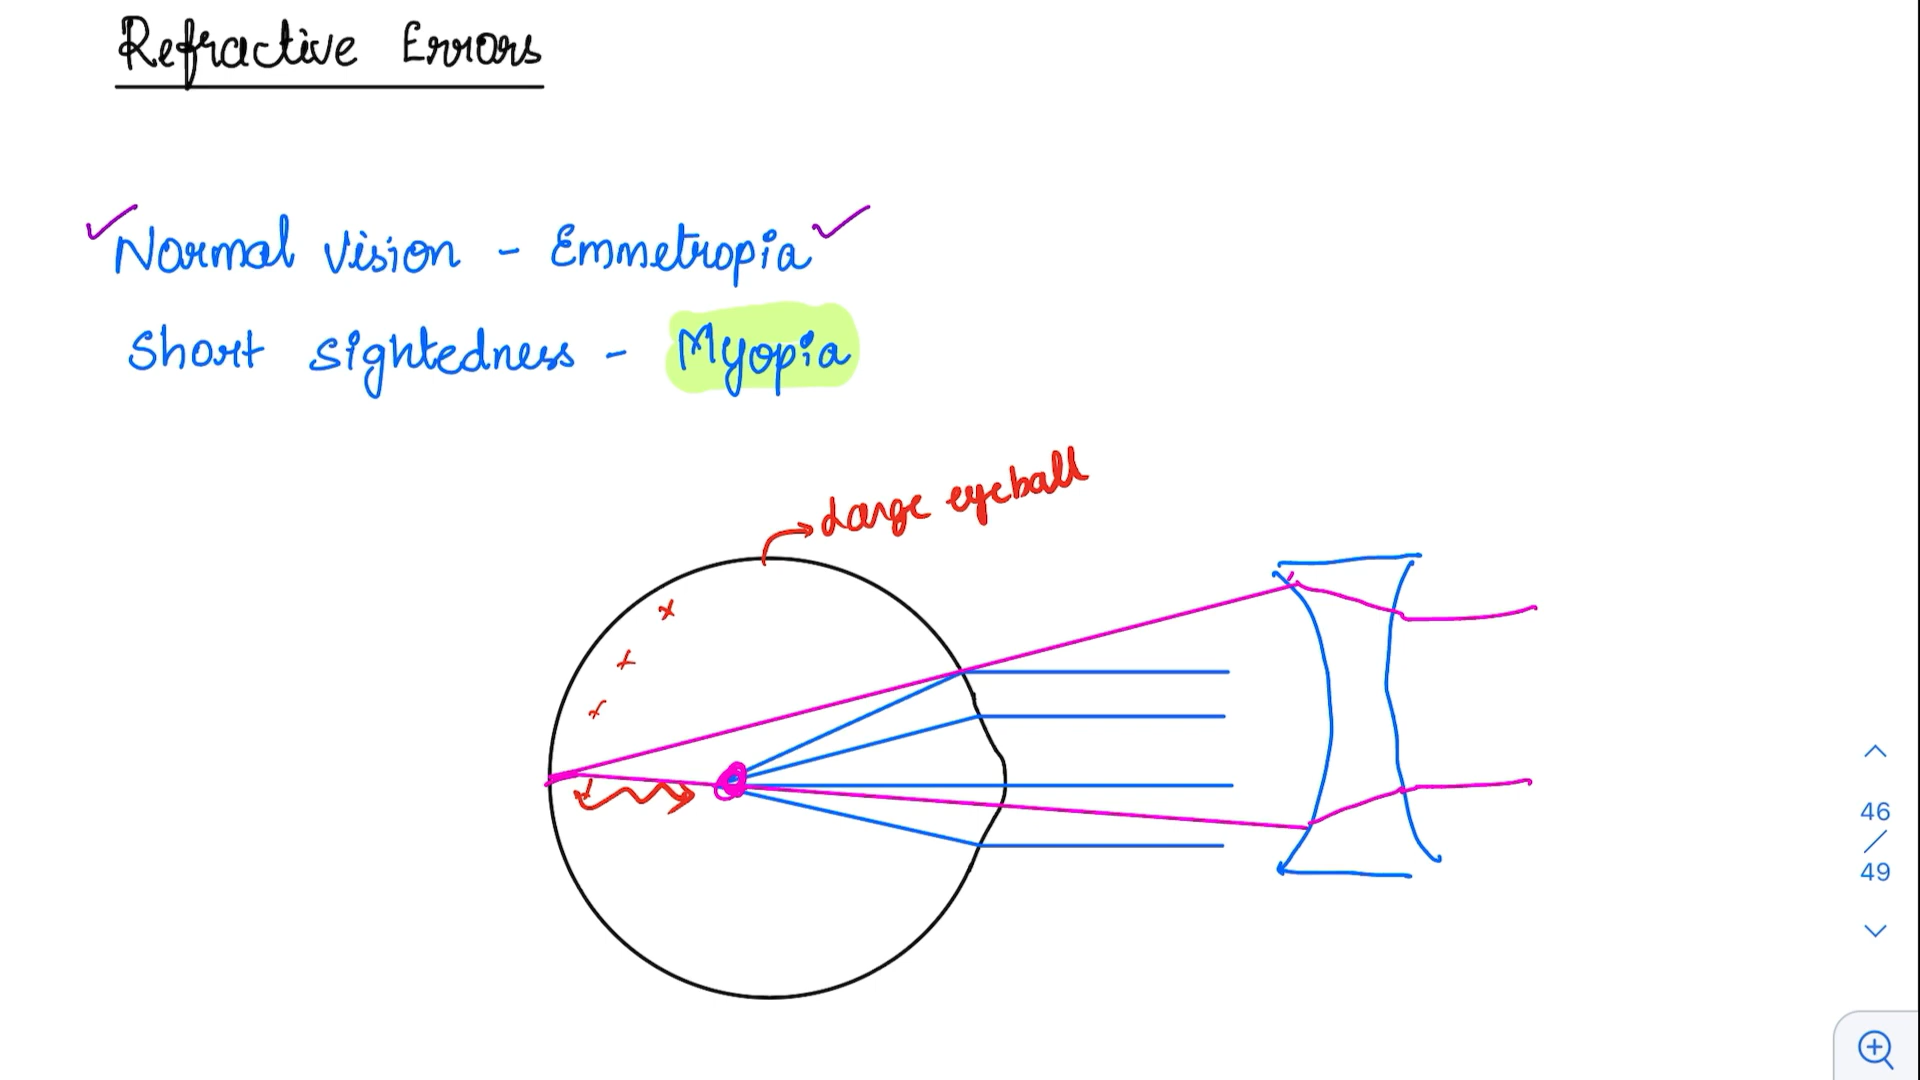 Refractive Errors
Normal vision - Emmetropia
Short sightedness - Myopia
Large eyeball
46
/
49